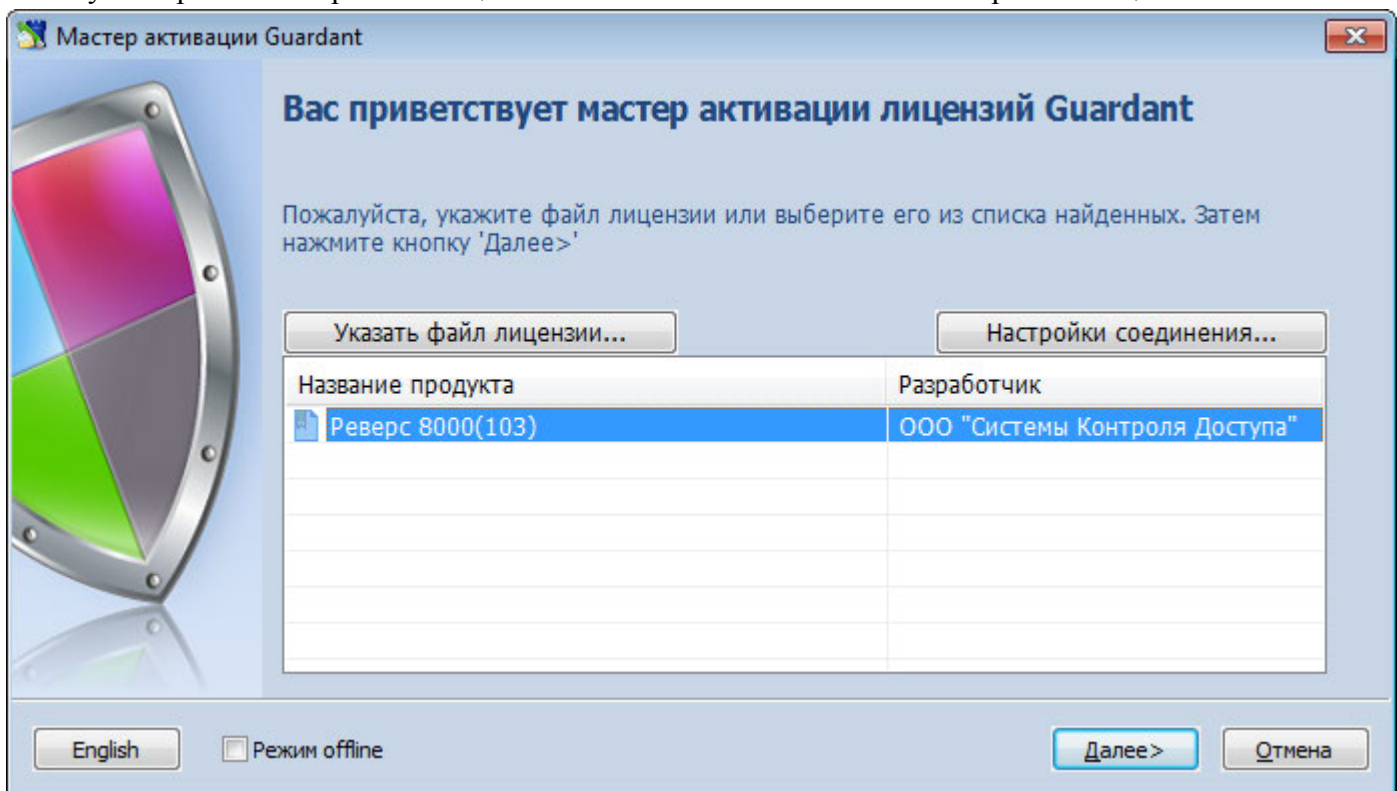 Мастер активации Guardant
Вас приветствует мастер активации лицензий Guardant
Пожалуйста, укажите файл лицензии или выберите его из списка найденных. Затем
нажмите кнопку 'Далее>'
Указать файл лицензии... Настройки соединения...
Название продукта Разработчик
Реверс 8000(103) ООО "Системы Контроля Доступа"
English Режим offline Далее> Отмена